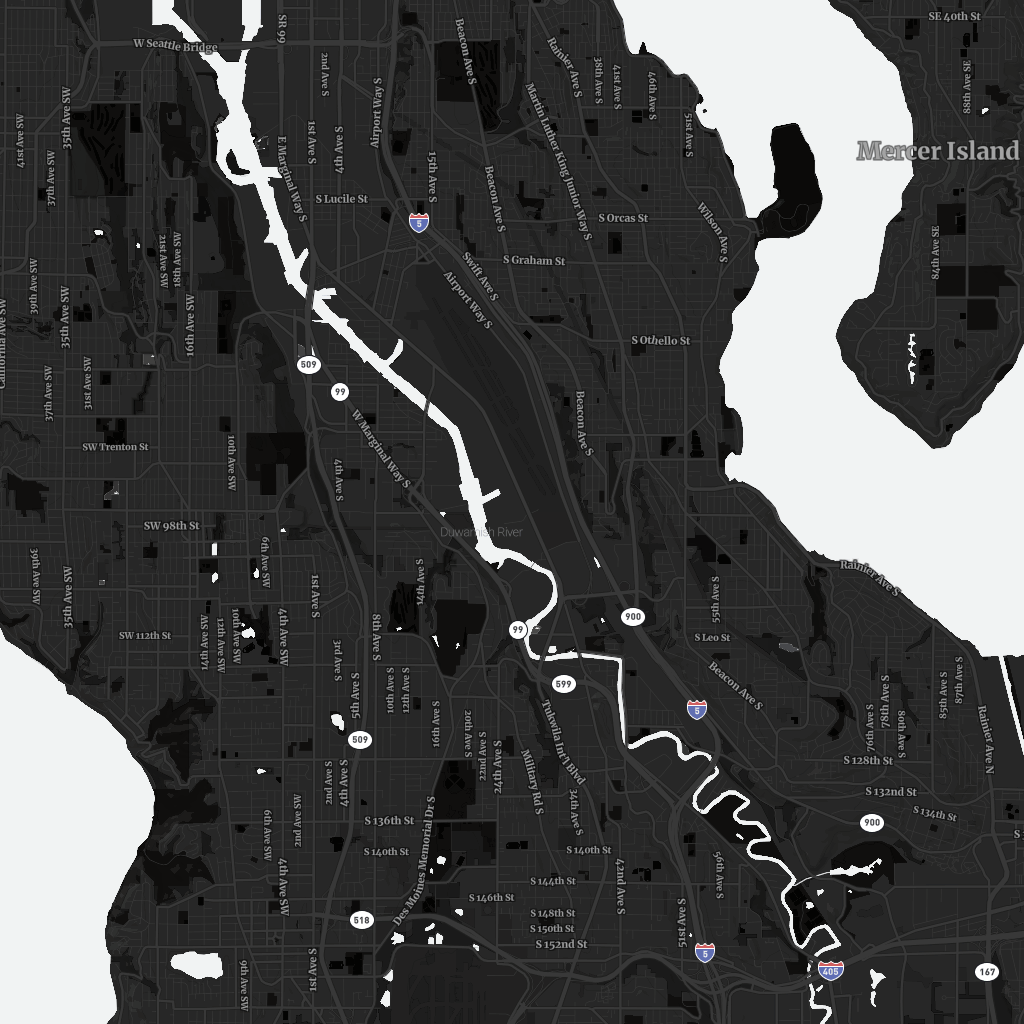 SE 40th St
W Seattle Bridge
SR 99
2nd Ave S
Beacon Ave S
Rainier Ave S
38th Ave S
41st Ave S
49th Ave S
88th Ave SE
35th Ave SW
41st Ave SW
37th Ave SW
Airport Way S
1st Ave S
4th Ave S
E Marginal Way S
Martin Luther King Junior Way S
51st Ave S
Mercer Island
15th Ave S
Beacon Ave S
S Lucile St
5
S Orcas St
Wilson Ave S
84th Ave SE
21st Ave SW
18th Ave SW
S Graham St
Swift Ave S
Airport Way S
39th Ave SW
35th Ave SW
16th Ave SW
California Ave SW
S Othello St
509
99
37th Ave SW
31st Ave SW
Beacon Ave S
W Marginal Way S
SW Trenton St
10th Ave SW
4th Ave S
SW 98th St
Duwamish River
39th Ave SW
35th Ave SW
6th Ave SW
1st Ave S
14th Ave S
Rainier Ave S
55th Ave S
900
SW 112th St
14th Ave SW
12th Ave SW
10th Ave SW
4th Ave SW
8th Ave S
99
S Leo St
3rd Ave S
5th Ave S
10th Ave S
12th Ave S
599
Beacon Ave S
5
85th Ave S
87th Ave S
76th Ave S
78th Ave S
80th Ave S
Rainier Ave N
16th Ave S
20th Ave S
22nd Ave S
24th Ave S
Tukwila Int'l Blvd
509
S 128th St
2nd Ave S
4th Ave S
Military Rd S
34th Ave S
S 132nd St
S 134th St
6th Ave SW
2nd Ave SW
S 136th St
900
Des Moines Memorial Dr S
S 140th St
S 140th St
4th Ave SW
42nd Ave S
56th Ave S
S 144th St
S 146th St
S 148th St
518
S 150th St
S 152nd St
51st Ave S
5
405
167
9th Ave SW
1st Ave S